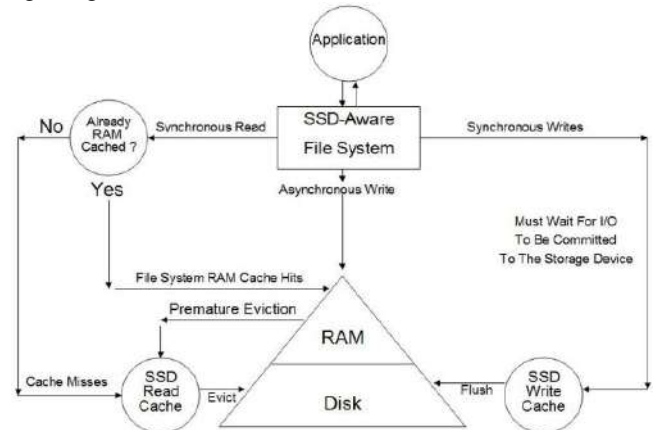 Application
No
Already
RAM
Cached ?
Synchronous Read
SSD-Aware
File System
Synchronous Writes
Yes
Asynchronous Write
Must Wait For I/O
To Be Committed
To The Storage Device
File System RAM Cache Hits
Premature Eviction
RAM
Cache Misses
SSD
Read
Cache
Evict
Disk
Flush
SSD
Write
Cache